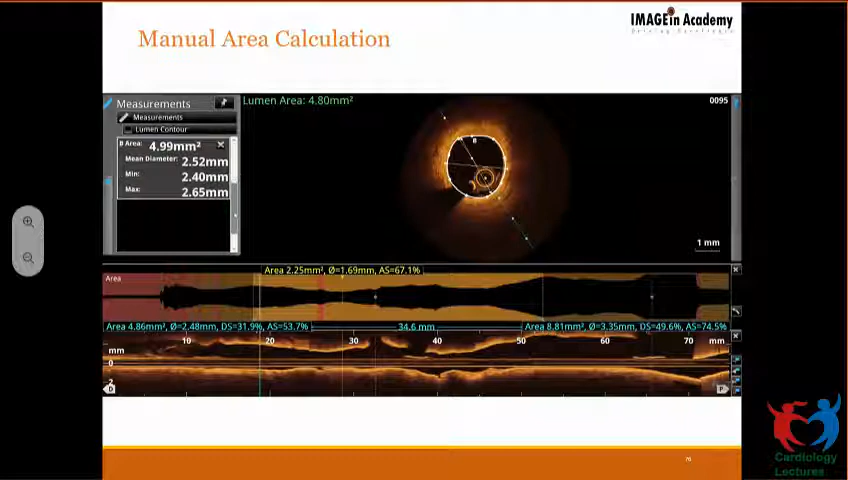 Manual Area Calculation
IMAGEin Academy
Measurements
Measurements
Lumen Contour
B Area: 4.99mm²
Mean Diameter: 2.52mm
Min: 2.40mm
Max: 2.65mm
Lumen Area: 4.80mm²
0095
B
1 mm
Area 2.25mm², Ø=1.69mm, AS=67.1%
Area
Area 4.86mm², Ø=2.48mm, DS=31.9%, AS=53.7%
34.6 mm
Area 8.81mm², Ø=3.35mm, DS=49.6%, AS=74.5%
10 20 30 40 50 60 70 mm
mm
0
2
D
P
Cardiology
Lectures